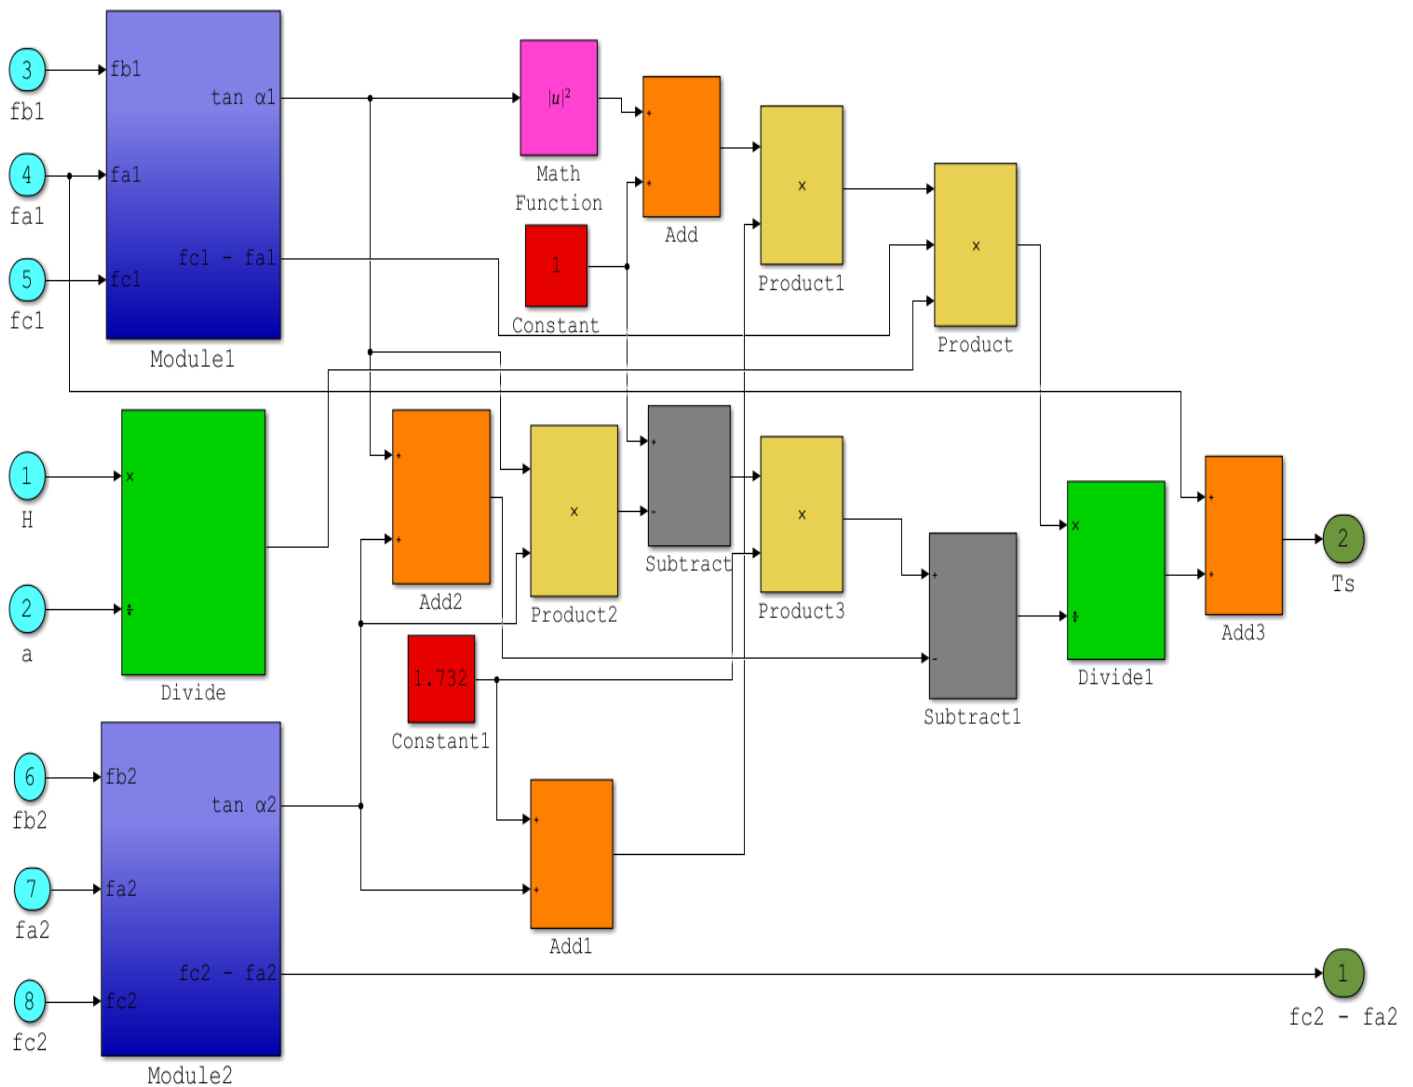 3
fb1
4
fa1
5
fc1
fb1
fa1
fc1
tan α1
fc1 - fa1
Module1
|u|²
Math
Function
1
Constant
+
+
Add
×
Product1
×
Product
1
H
2
a
×
÷
Divide
+
+
Add2
×
Product2
+
-
Subtract
×
Product3
+
-
Subtract1
×
÷
Divide1
+
+
Add3
2
Ts
1.732
Constant1
6
fb2
7
fa2
8
fc2
fb2
fa2
fc2
tan α2
fc2 - fa2
Module2
+
+
Add1
1
fc2 - fa2